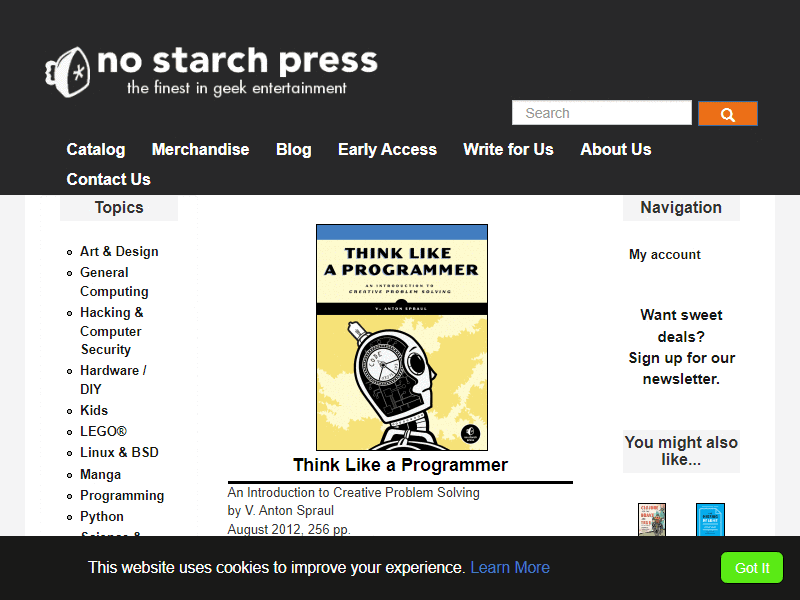 no starch press
the finest in geek entertainment
Search
Catalog Merchandise Blog Early Access Write for Us About Us
Contact Us
Topics
Art & Design
General
Computing
Hacking &
Computer
Security
Hardware /
DIY
Kids
LEGO®
Linux & BSD
Manga
Programming
Python
THINK LIKE
A PROGRAMMER
AN INTRODUCTION TO
CREATIVE PROBLEM SOLVING
V. ANTON SPRAUL
CODE
Think Like a Programmer
An Introduction to Creative Problem Solving
by V. Anton Spraul
August 2012, 256 pp.
Navigation
My account
Want sweet
deals?
Sign up for our
newsletter.
You might also
like...
This website uses cookies to improve your experience. Learn More
Got It